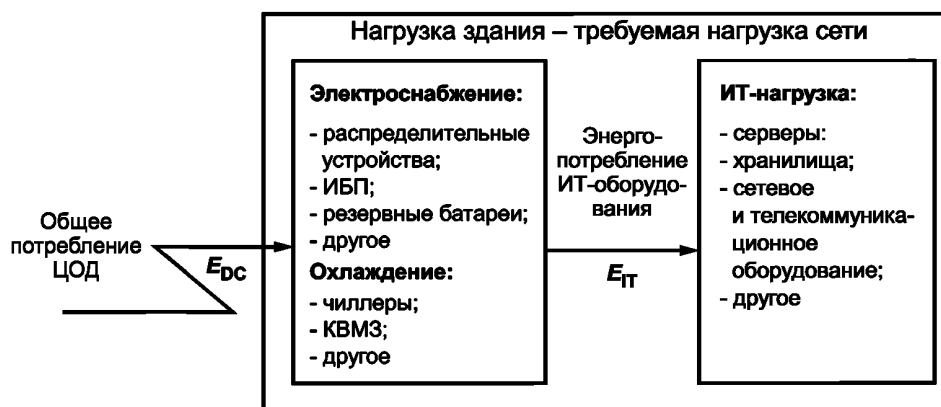 Нагрузка здания – требуемая нагрузка сети
Общее
потребление
ЦОД
E_DC
Электроснабжение:
- распределительные
устройства;
- ИБП;
- резервные батареи;
- другое
Охлаждение:
- чиллеры;
- КВМЗ;
- другое
Энерго-
потребление
ИТ-оборудо-
вания
E_IT
ИТ-нагрузка:
- серверы:
- хранилища;
- сетевое
и телекоммуника-
ционное
оборудование;
- другое